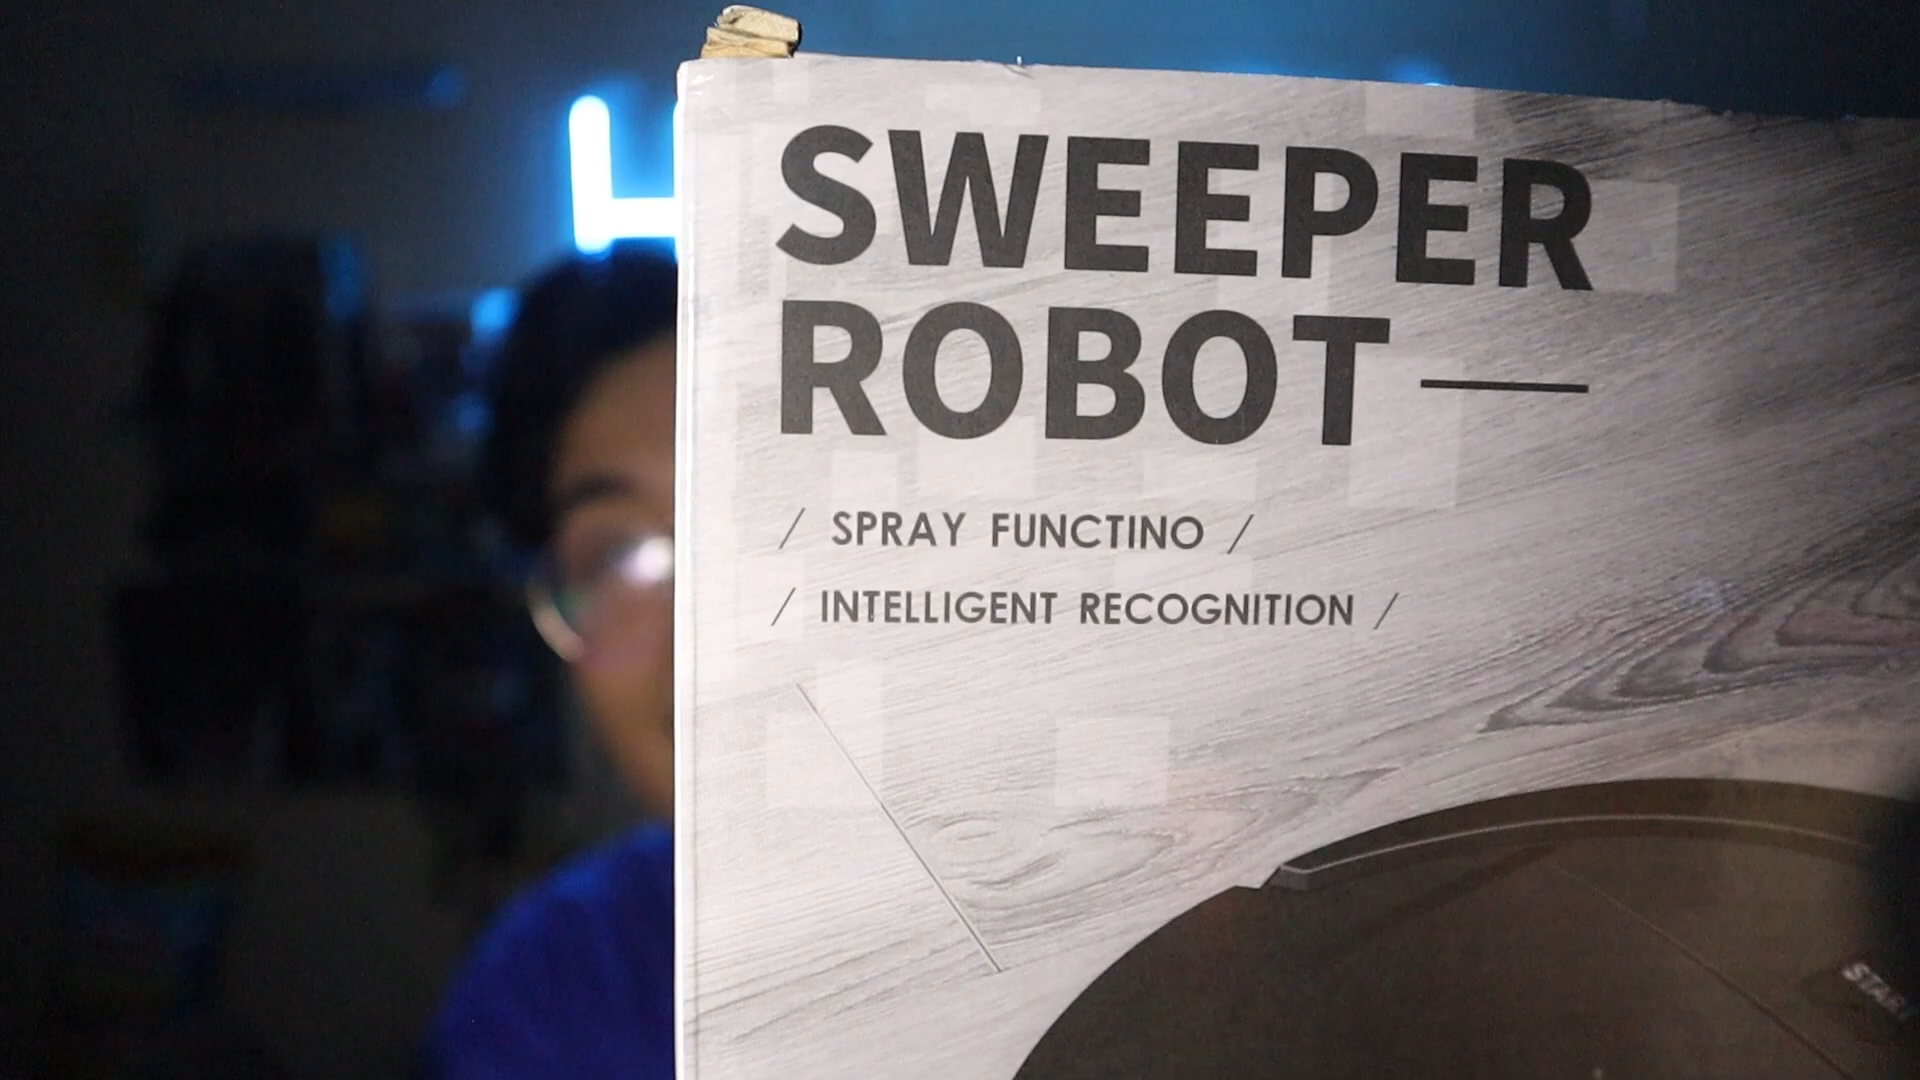 SWEEPER
ROBOT —
/ SPRAY FUNCTINO /
/ INTELLIGENT RECOGNITION /